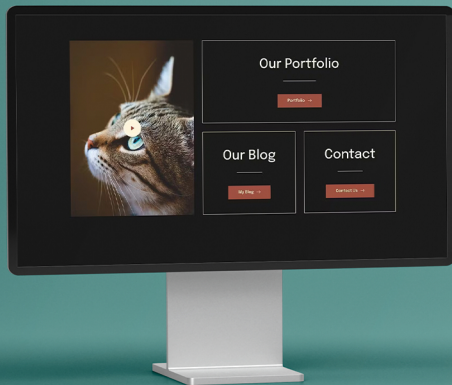 Our Portfolio
Portfolio →
Our Blog
My Blog →
Contact
Contact Us →